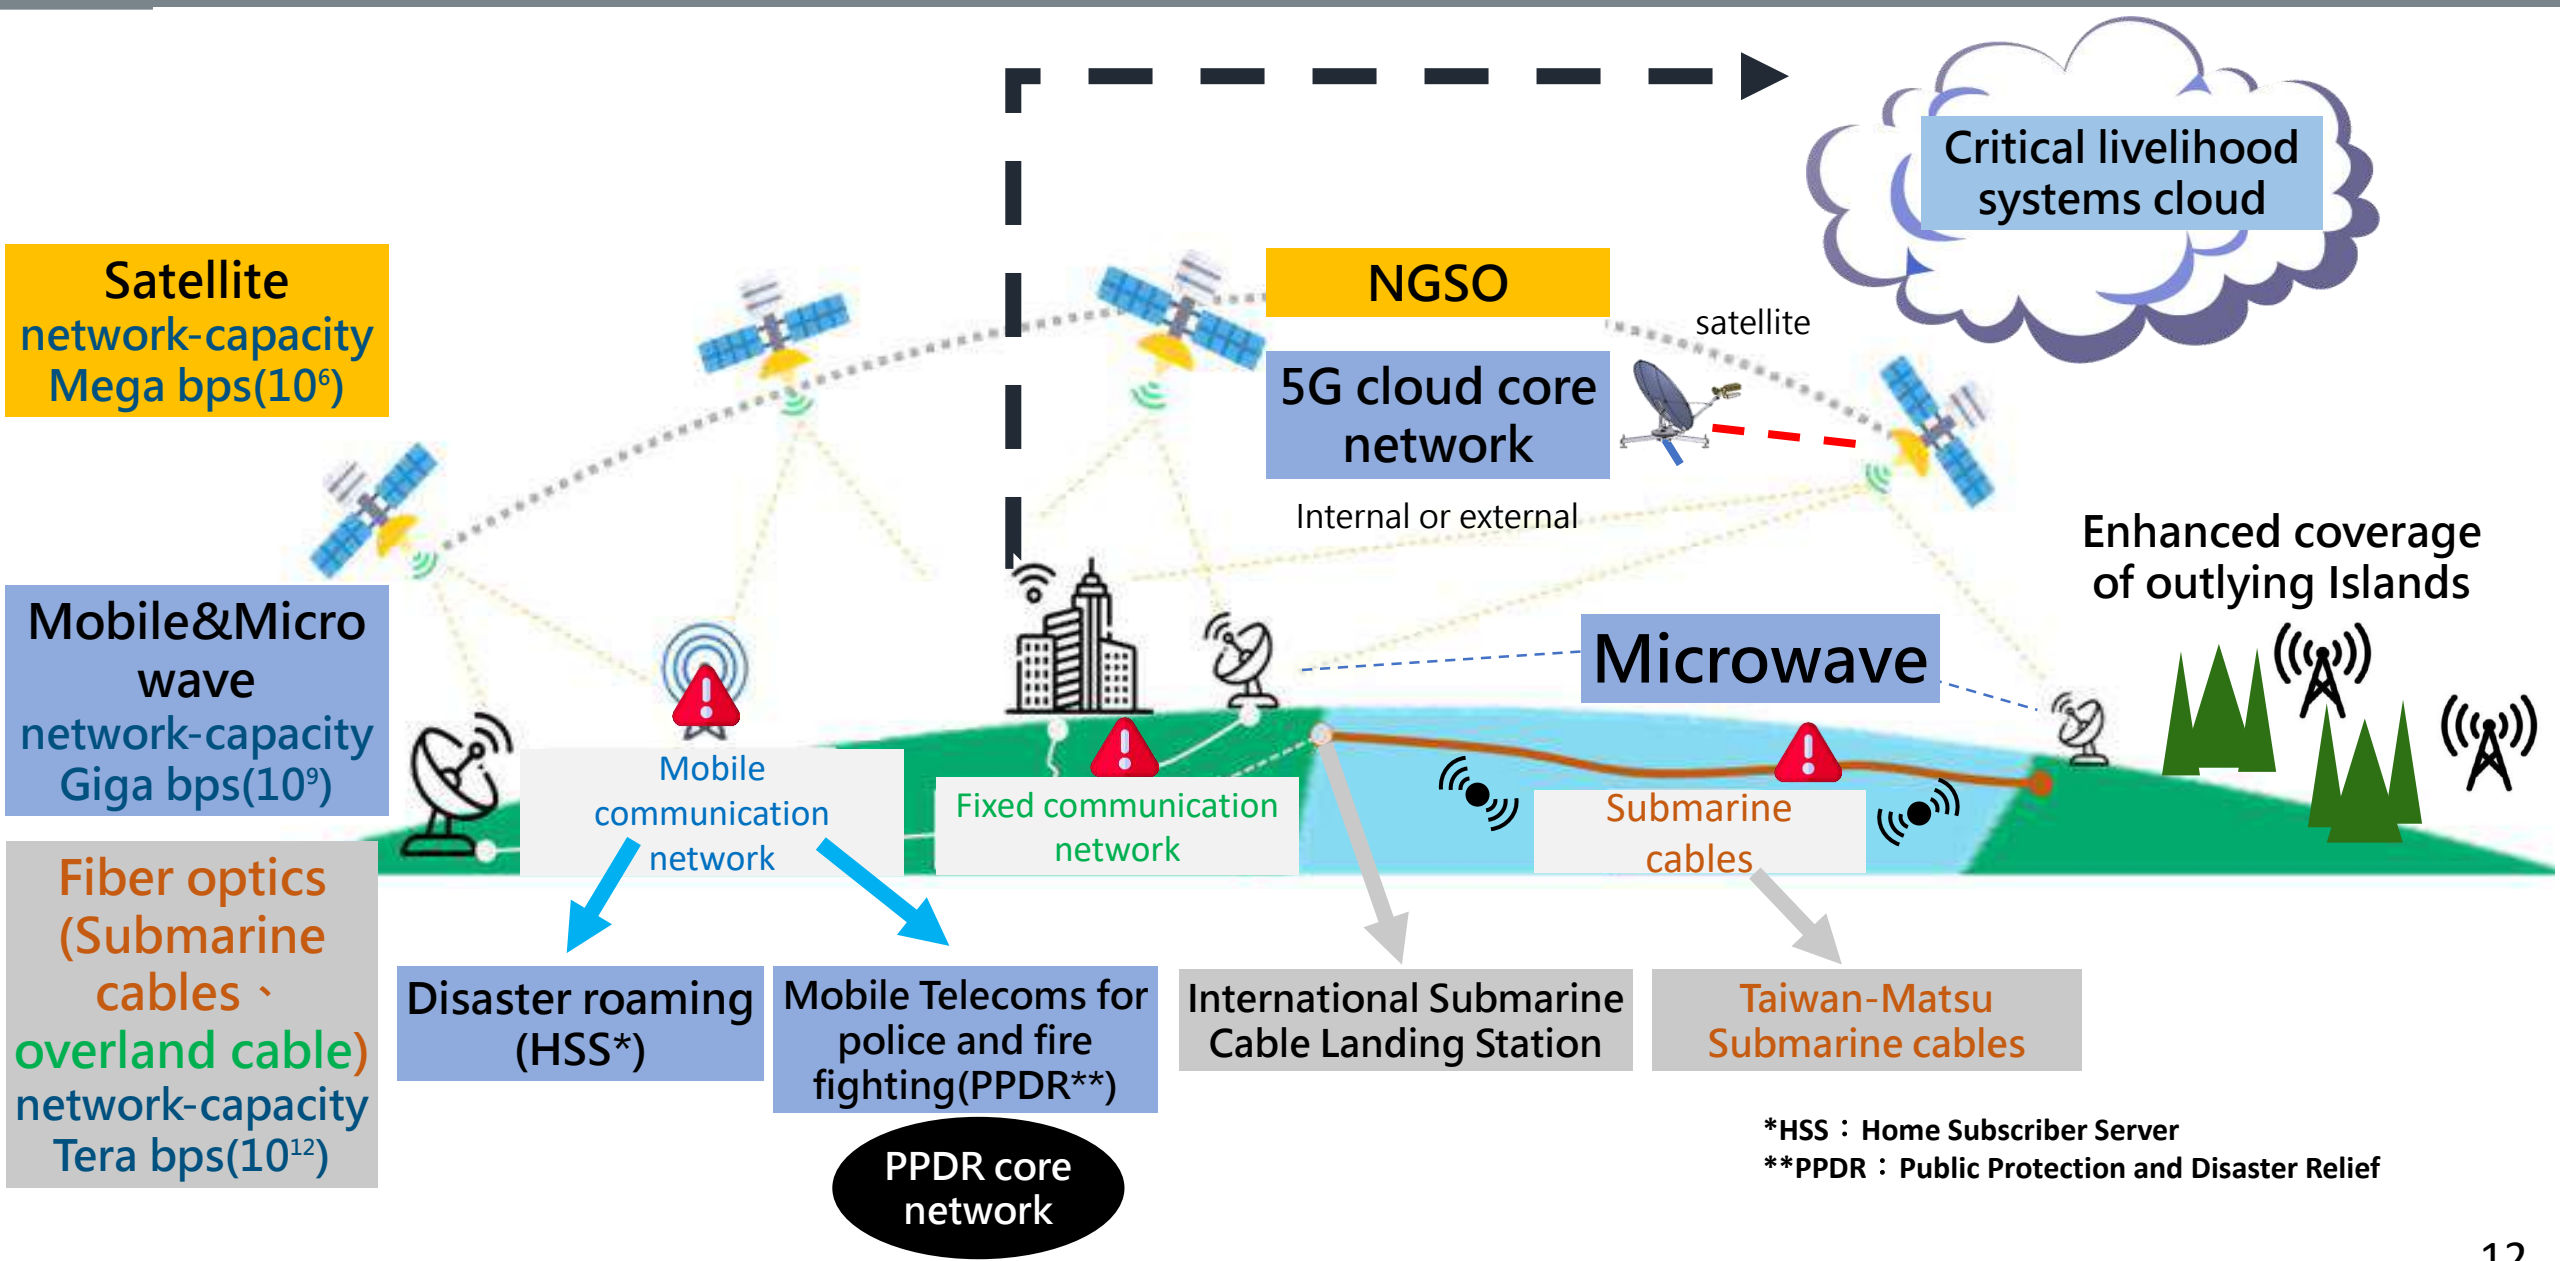 Critical livelihood
systems cloud
Satellite
network-capacity
Mega bps(10⁶)
NGSO
satellite
5G cloud core
network
Internal or external
Enhanced coverage
of outlying Islands
Mobile&Micro
wave
network-capacity
Giga bps(10⁹)
Microwave
Mobile
communication
network
Fixed communication
network
Submarine
cables
Fiber optics
(Submarine
cables、
overland cable)
network-capacity
Tera bps(10¹²)
Disaster roaming
(HSS*)
Mobile Telecoms for
police and fire
fighting(PPDR**)
International Submarine
Cable Landing Station
Taiwan-Matsu
Submarine cables
PPDR core
network
*HSS：Home Subscriber Server
**PPDR：Public Protection and Disaster Relief
12